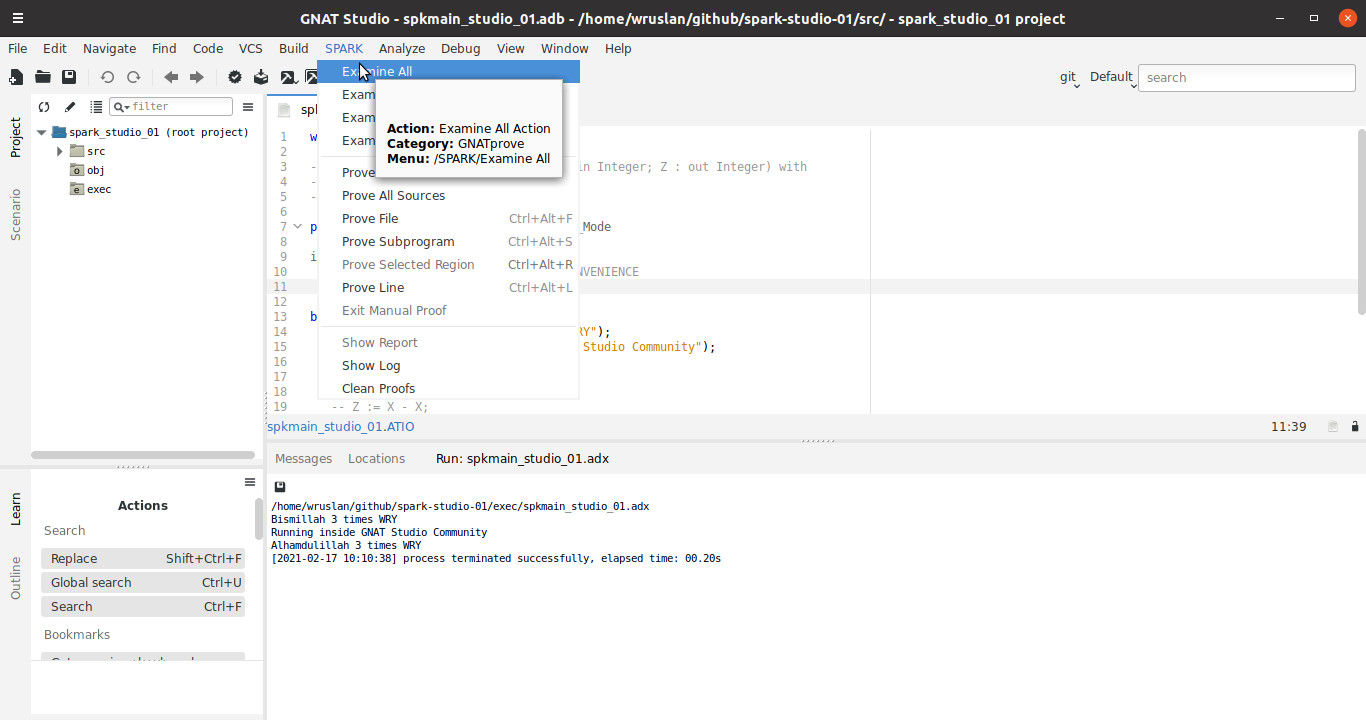 GNAT Studio - spkmain_studio_01.adb - /home/wruslan/github/spark-studio-01/src/ - spark_studio_01 project
File Edit Navigate Find Code VCS Build SPARK Analyze Debug View Window Help
git Default search
Examine All
Exam
Exam
Exam
Action: Examine All Action
Category: GNATprove
Menu: /SPARK/Examine All
Prove
Prove All Sources
Prove File Ctrl+Alt+F
Prove Subprogram Ctrl+Alt+S
Prove Selected Region Ctrl+Alt+R
Prove Line Ctrl+Alt+L
Exit Manual Proof
Show Report
Show Log
Clean Proofs
Project
Scenario
filter
spark_studio_01 (root project)
src
obj
exec
spl
1 w
2
3 - in Integer; Z : out Integer) with
4 -
5 -
6
7 p _Mode
8
9 i
10 NVENIENCE
11
12
13 b
14 RY");
15 Studio Community");
16
17
18
19 -- Z := X - X;
spkmain_studio_01.ATIO 11:39
Learn
Outline
Actions
Search
Replace Shift+Ctrl+F
Global search Ctrl+U
Search Ctrl+F
Bookmarks
Messages Locations Run: spkmain_studio_01.adx
/home/wruslan/github/spark-studio-01/exec/spkmain_studio_01.adx
Bismillah 3 times WRY
Running inside GNAT Studio Community
Alhamdulillah 3 times WRY
[2021-02-17 10:10:38] process terminated successfully, elapsed time: 00.20s